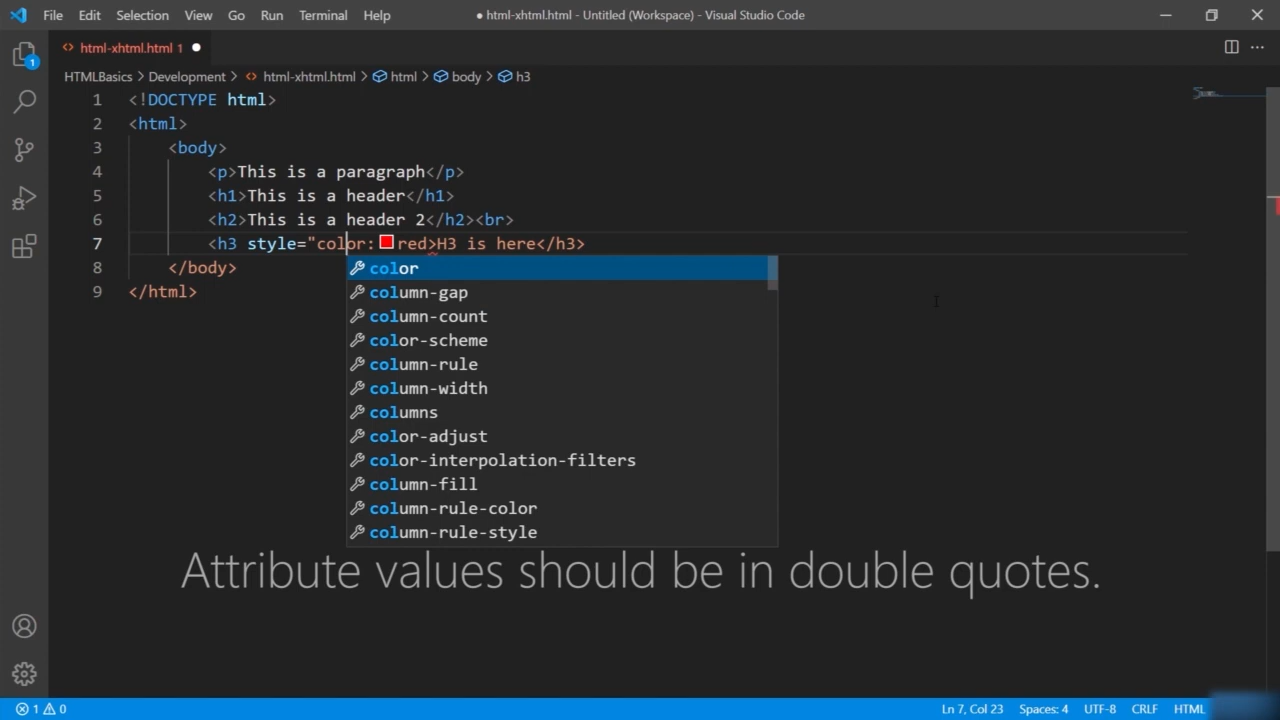 File Edit Selection View Go Run Terminal Help ● html-xhtml.html - Untitled (Workspace) - Visual Studio Code
<> html-xhtml.html 1 ●
1
HTMLBasics > Development > <> html-xhtml.html > html > body > h3
1 <!DOCTYPE html>
2 <html>
3 <body>
4 <p>This is a paragraph</p>
5 <h1>This is a header</h1>
6 <h2>This is a header 2</h2><br>
7 <h3 style="color:red>H3 is here</h3>
8 </body>
9 </html>
color
column-gap
column-count
color-scheme
column-rule
column-width
columns
color-adjust
color-interpolation-filters
column-fill
column-rule-color
column-rule-style
Attribute values should be in double quotes.
1 0 Ln 7, Col 23 Spaces: 4 UTF-8 CRLF HTML